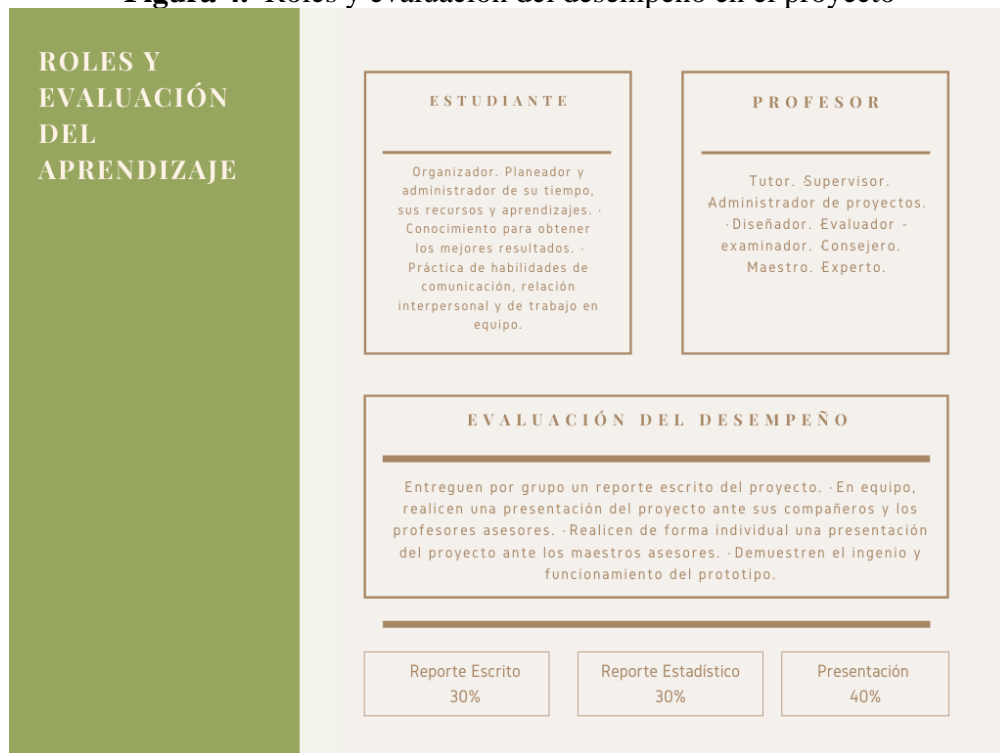 Figura 4. Roles y evaluación del desempeño en el proyecto
ROLES Y
EVALUACIÓN
DEL
APRENDIZAJE
ESTUDIANTE
Organizador. Planeador y
administrador de su tiempo,
sus recursos y aprendizajes. ·
Conocimiento para obtener
los mejores resultados. ·
Práctica de habilidades de
comunicación, relación
interpersonal y de trabajo en
equipo.
PROFESOR
Tutor. ·Supervisor.
·Administrador de proyectos.
·Diseñador. ·Evaluador -
examinador. ·Consejero.
Maestro. ·Experto.
EVALUACIÓN DEL DESEMPEÑO
Entreguen por grupo un reporte escrito del proyecto. ·En equipo,
realicen una presentación del proyecto ante sus compañeros y los
profesores asesores. ·Realicen de forma individual una presentación
del proyecto ante los maestros asesores. ·Demuestren el ingenio y
funcionamiento del prototipo.
Reporte Escrito
30%
Reporte Estadístico
30%
Presentación
40%